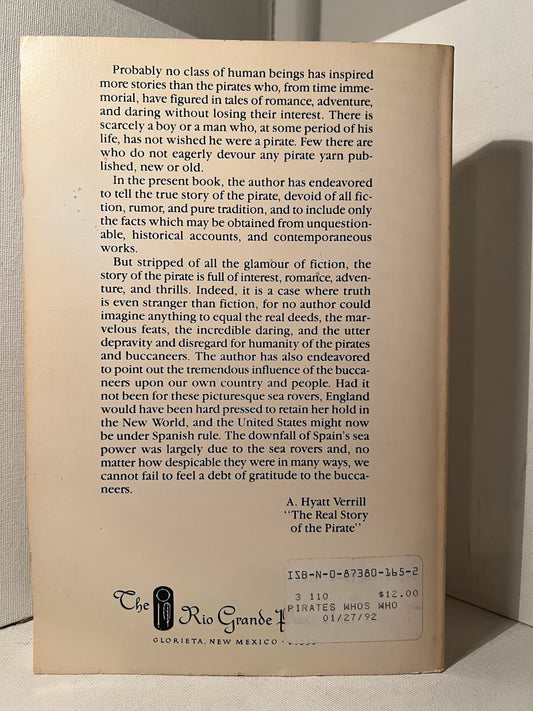 Probably no class of human beings has inspired
more stories than the pirates who, from time imme-
morial, have figured in tales of romance, adventure,
and daring without losing their interest. There is
scarcely a boy or a man who, at some period of his
life, has not wished he were a pirate. Few there are
who do not eagerly devour any pirate yarn pub-
lished, new or old.
In the present book, the author has endeavored
to tell the true story of the pirate, devoid of all fic-
tion, rumor, and pure tradition, and to include only
the facts which may be obtained from unquestion-
able, historical accounts, and contemporaneous
works.
But stripped of all the glamour of fiction, the
story of the pirate is full of interest, romance, adven-
ture, and thrills. Indeed, it is a case where truth
is even stranger than fiction, for no author could
imagine anything to equal the real deeds, the mar-
velous feats, the incredible daring, and the utter
depravity and disregard for humanity of the pirates
and buccaneers. The author has also endeavored
to point out the tremendous influence of the bucca-
neers upon our own country and people. Had it
not been for these picturesque sea rovers, England
would have been hard pressed to retain her hold in
the New World, and the United States might now
be under Spanish rule. The downfall of Spain's sea
power was largely due to the sea rovers and, no
matter how despicable they were in many ways, we
cannot fail to feel a debt of gratitude to the bucca-
neers.
A. Hyatt Verrill
"The Real Story
of the Pirate"
ISB-N-0-87380-165-2
3 110 $12.00
PIRATES WHOS WHO
01/27/92
The Rio Grande
GLORIETA, NEW MEXICO ·